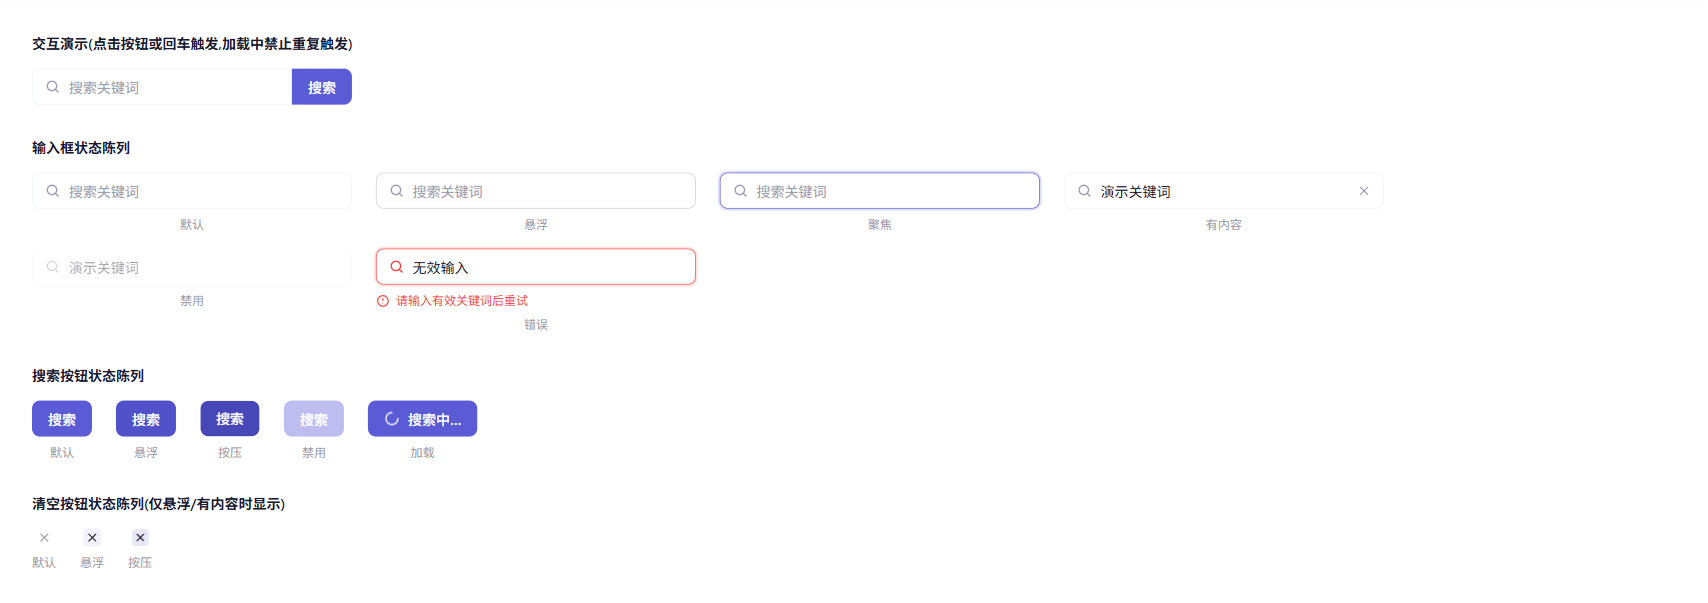 交互演示(点击按钮或回车触发,加载中禁止重复触发)
搜索关键词
搜索
输入框状态陈列
搜索关键词
搜索关键词
搜索关键词
演示关键词
默认
悬浮
聚焦
有内容
演示关键词
无效输入
禁用
请输入有效关键词后重试
错误
搜索按钮状态陈列
搜索
搜索
搜索
搜索
搜索中...
默认
悬浮
按压
禁用
加载
清空按钮状态陈列(仅悬浮/有内容时显示)
默认
悬浮
按压